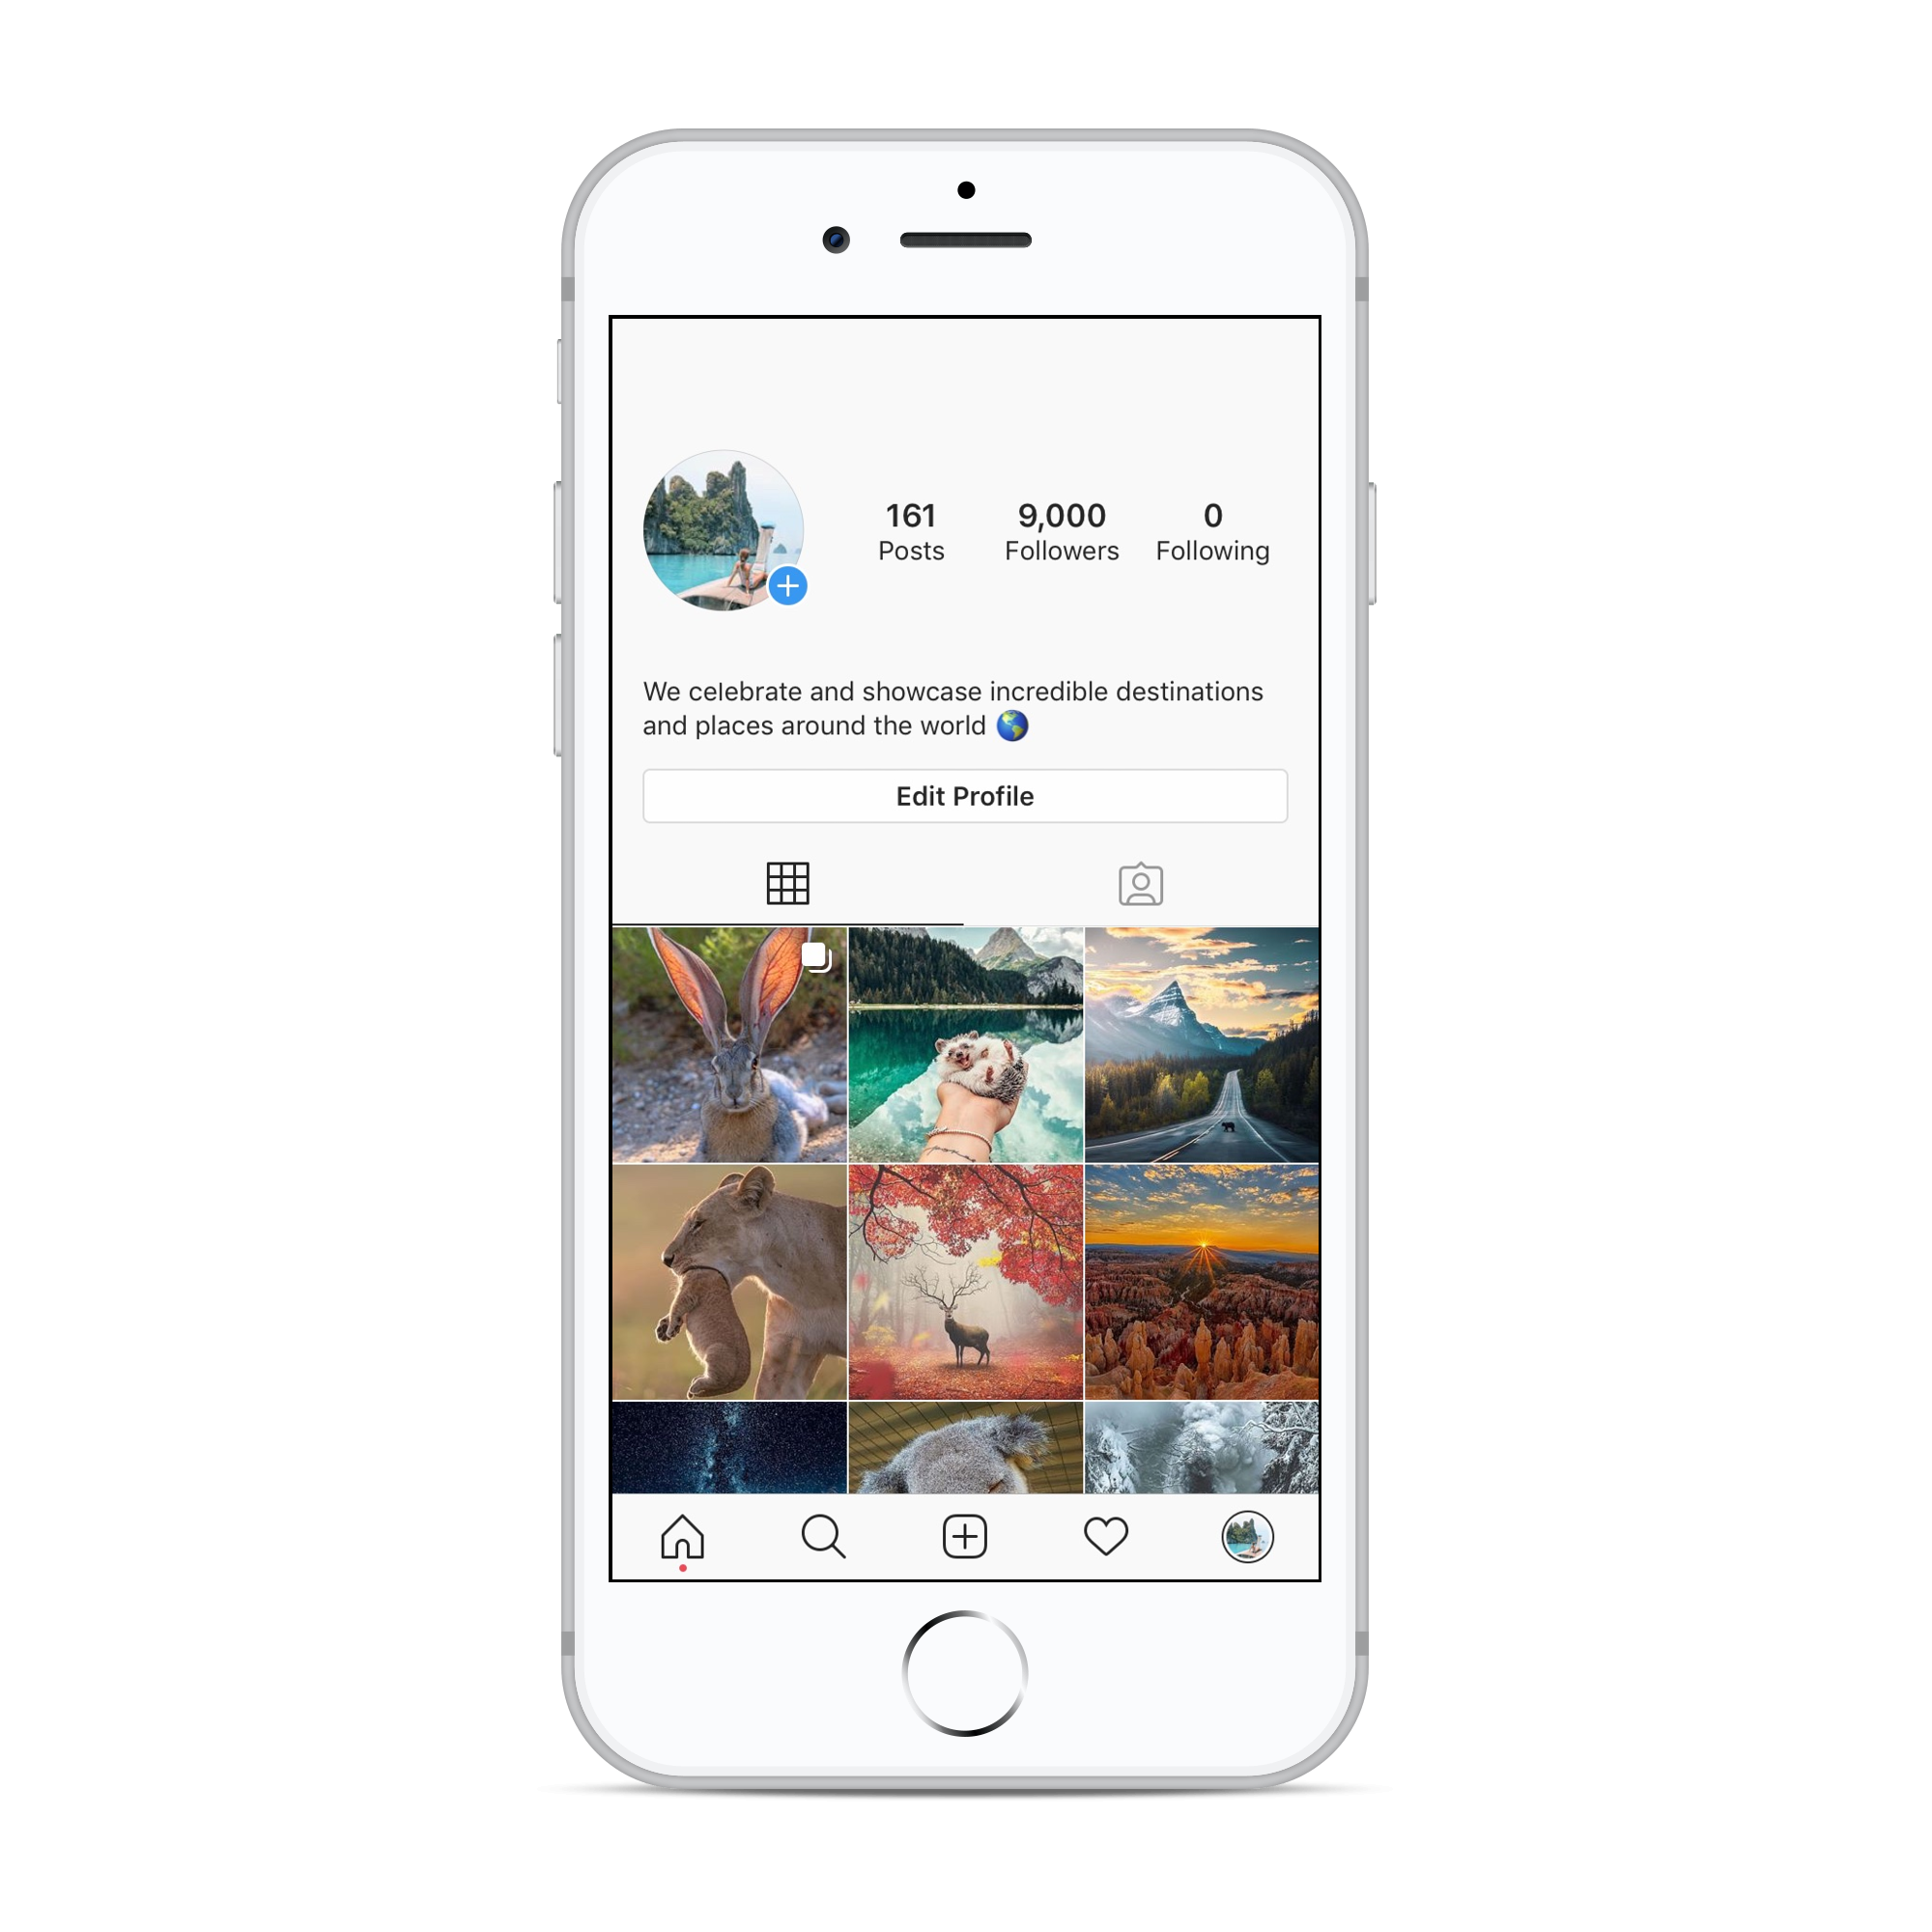 161 9,000 0
Posts Followers Following
We celebrate and showcase incredible destinations
and places around the world 🌎
Edit Profile